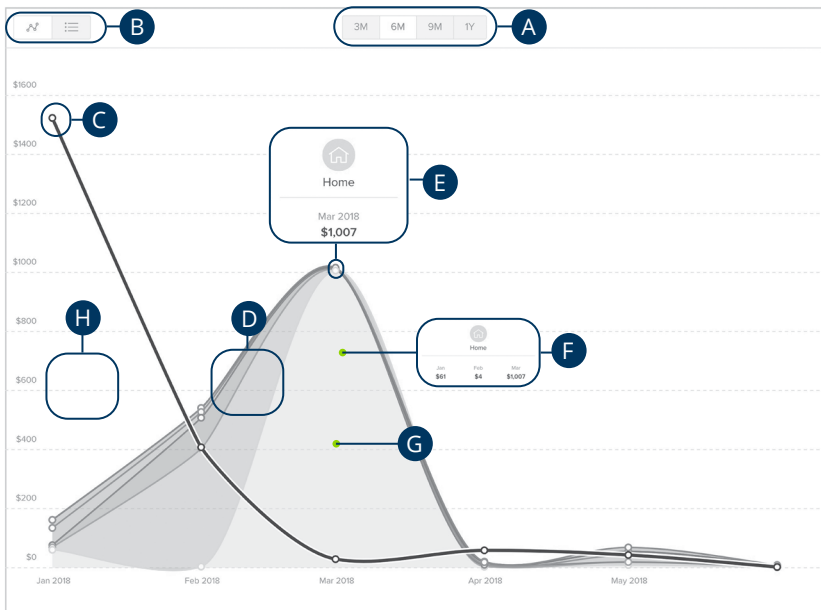 B
3M 6M 9M 1Y
A
$1600
C
$1400
Home
Mar 2018
$1,007
E
$1200
$1000
$800
H
D
Home
Jan Feb Mar
$61 $4 $1,007
F
$600
$400
G
$200
$0
Jan 2018 Feb 2018 Mar 2018 Apr 2018 May 2018